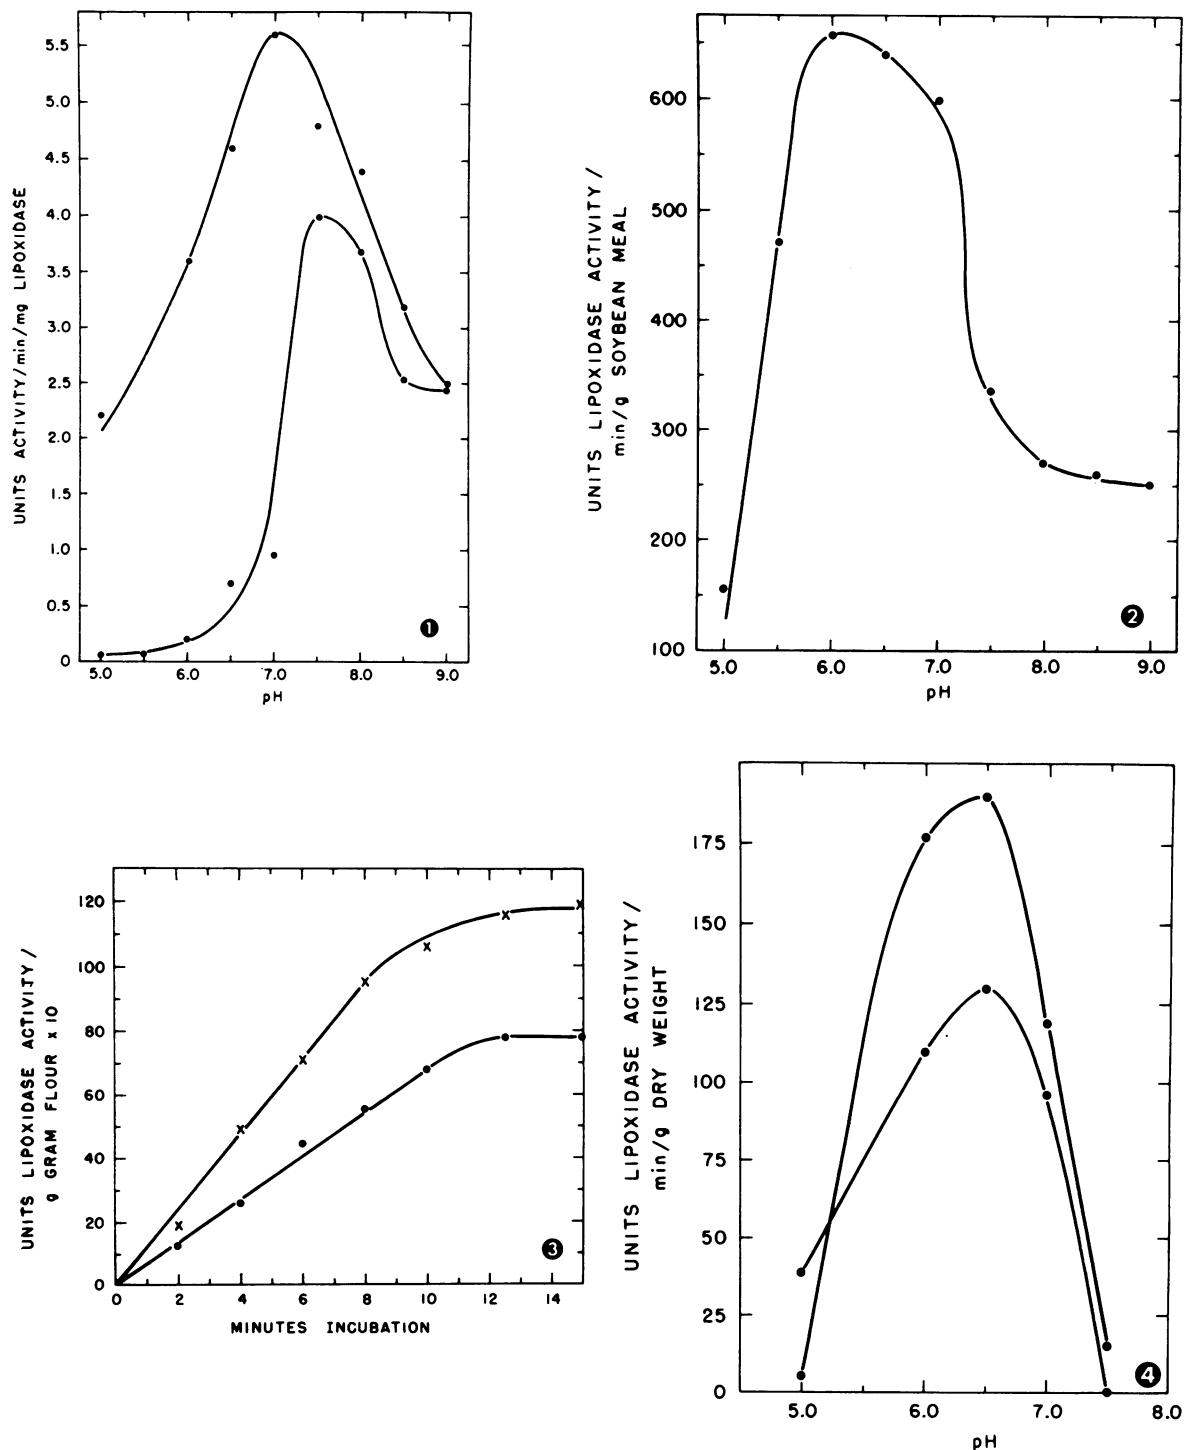 5.5
5.0
4.5
4.0
3.5
3.0
2.5
2.0
1.5
1.0
0.5
0
5.0 6.0 7.0 8.0 9.0
pH
UNITS ACTIVITY/min/mg LIPOXIDASE
1
600
500
400
300
200
100
5.0 6.0 7.0 8.0 9.0
pH
UNITS LIPOXIDASE ACTIVITY/
min/g SOYBEAN MEAL
2
120
100
80
60
40
20
0
0 2 4 6 8 10 12 14
MINUTES INCUBATION
UNITS LIPOXIDASE ACTIVITY/
g GRAM FLOUR x 10
3
175
150
125
100
75
50
25
0
5.0 6.0 7.0 8.0
pH
UNITS LIPOXIDASE ACTIVITY/
min/g DRY WEIGHT
4